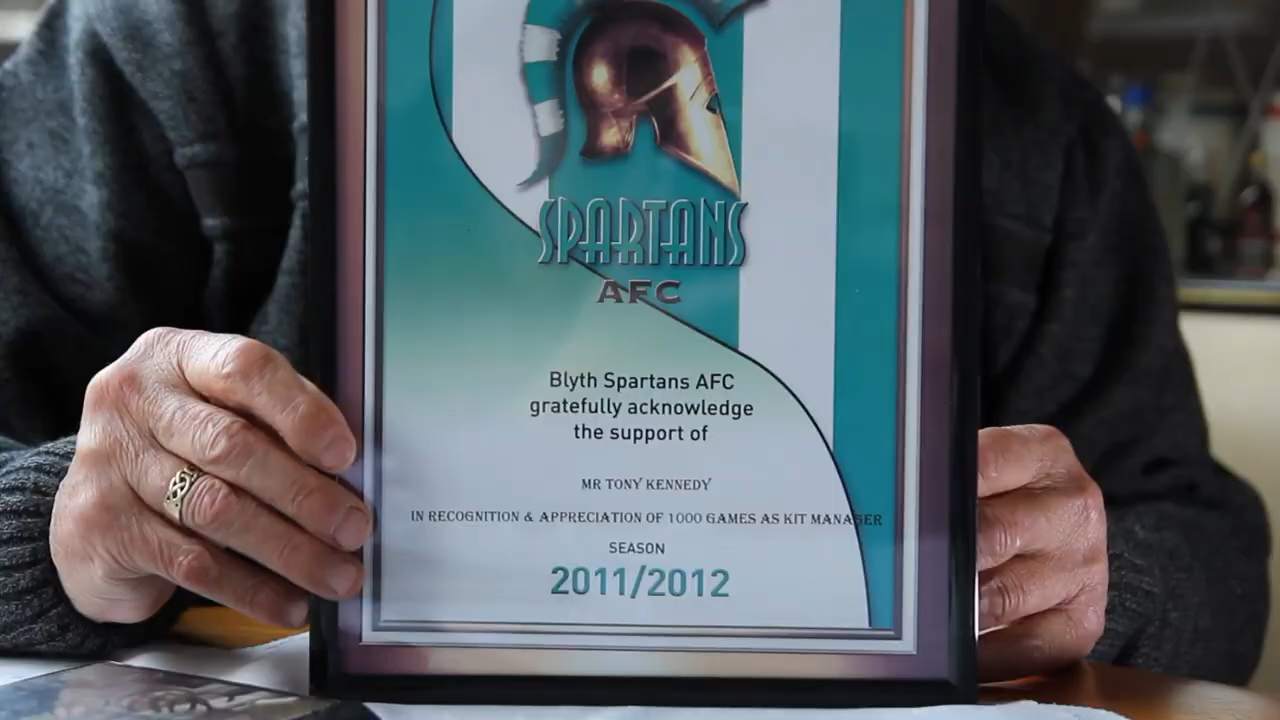 SPARTANS
AFC
Blyth Spartans AFC
gratefully acknowledge
the support of
MR TONY KENNEDY
IN RECOGNITION & APPRECIATION OF 1000 GAMES AS KIT MANAGER
SEASON
2011/2012